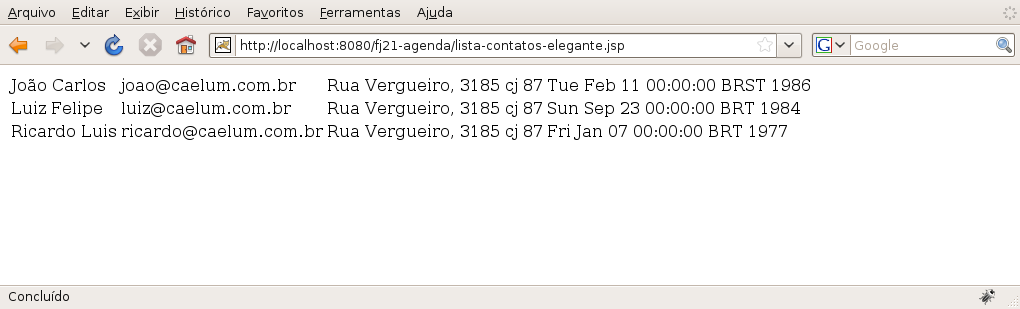 Arquivo Editar Exibir Histórico Favoritos Ferramentas Ajuda
http://localhost:8080/fj21-agenda/lista-contatos-elegante.jsp G Google
João Carlos joao@caelum.com.br Rua Vergueiro, 3185 cj 87 Tue Feb 11 00:00:00 BRST 1986
Luiz Felipe luiz@caelum.com.br Rua Vergueiro, 3185 cj 87 Sun Sep 23 00:00:00 BRT 1984
Ricardo Luis ricardo@caelum.com.br Rua Vergueiro, 3185 cj 87 Fri Jan 07 00:00:00 BRT 1977
Concluído